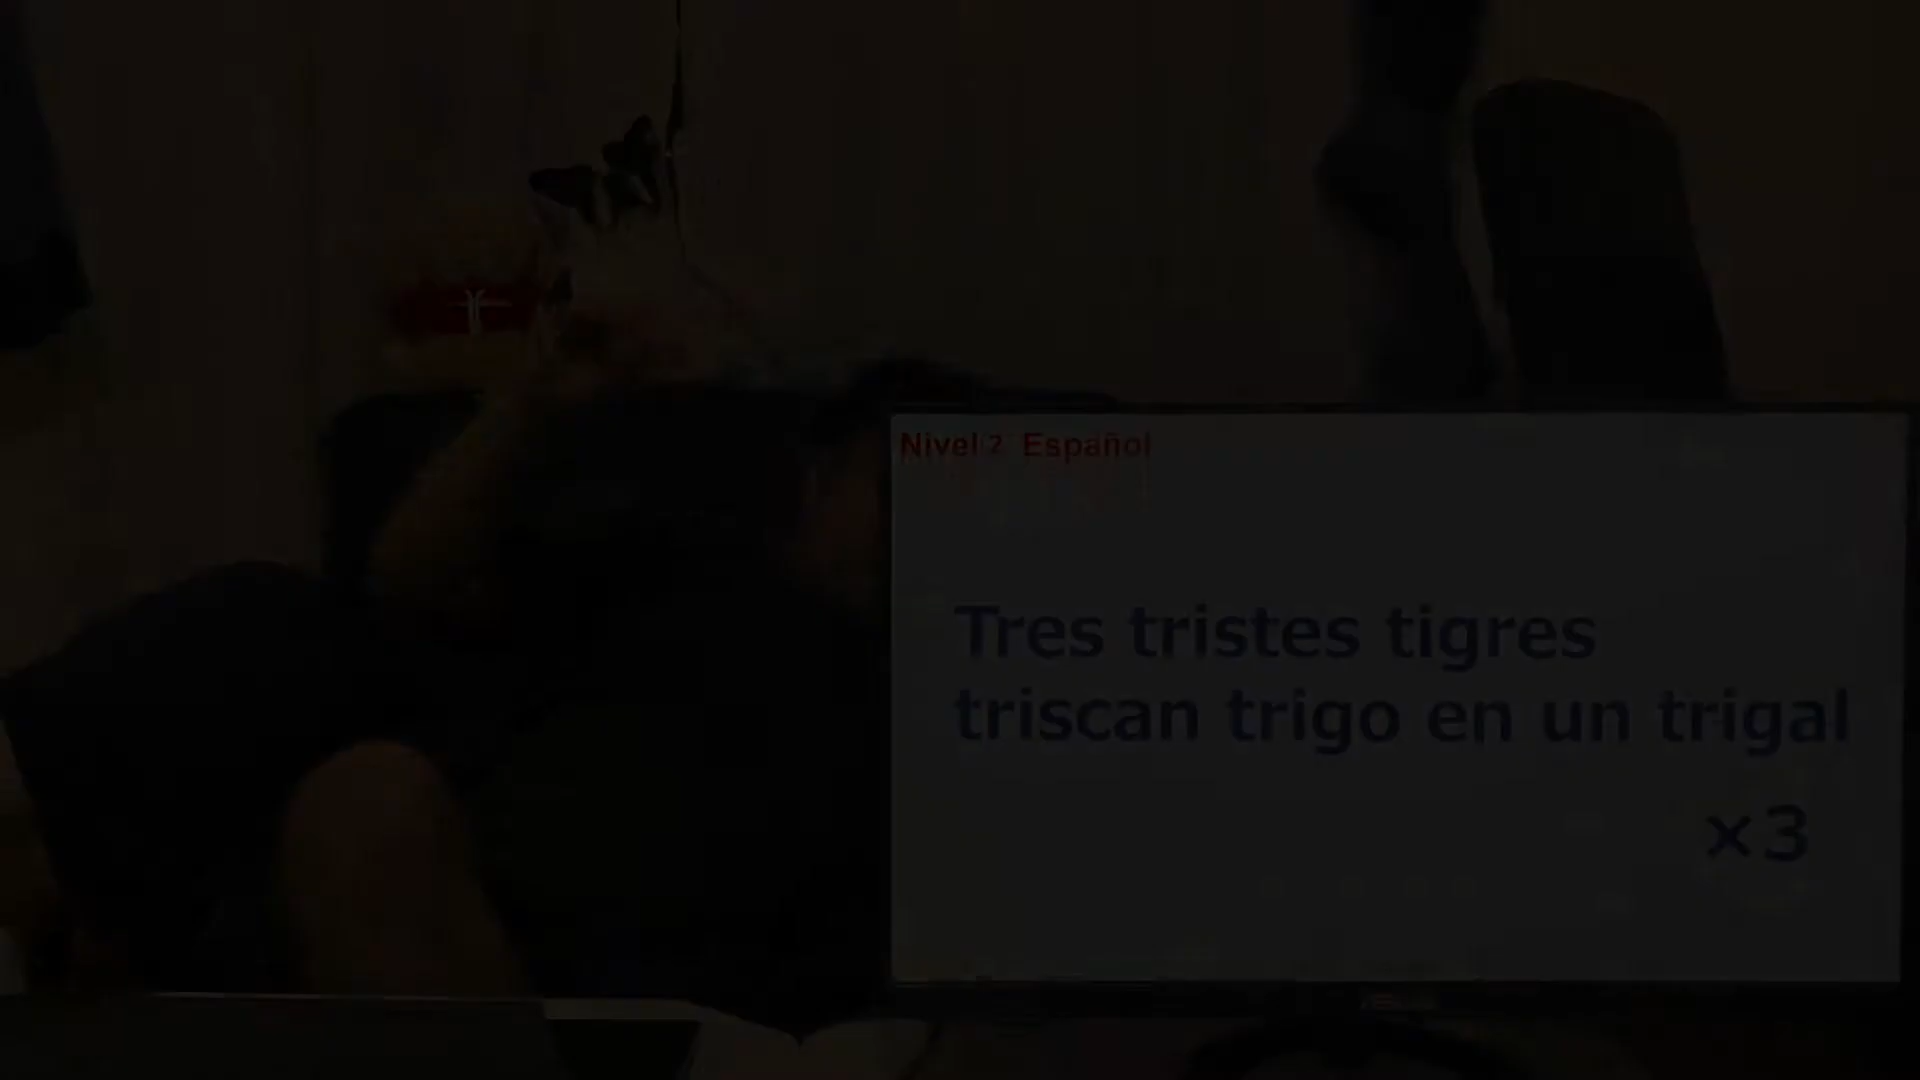 Nivel 2 Español
Tres tristes tigres
triscan trigo en un trigal
×3